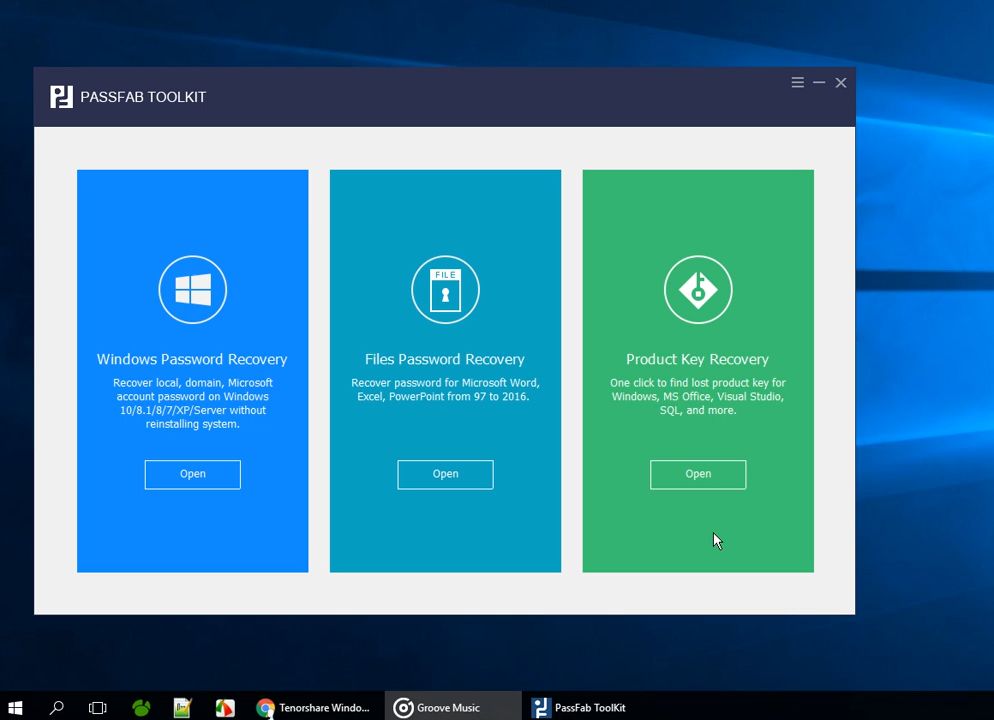 PASSFAB TOOLKIT
FILE
Windows Password Recovery
Recover local, domain, Microsoft
account password on Windows
10/8.1/8/7/XP/Server without
reinstalling system.
Open
Files Password Recovery
Recover password for Microsoft Word,
Excel, PowerPoint from 97 to 2016.
Open
Product Key Recovery
One click to find lost product key for
Windows, MS Office, Visual Studio,
SQL, and more.
Open
Tenorshare Windo...
Groove Music
PassFab ToolKit